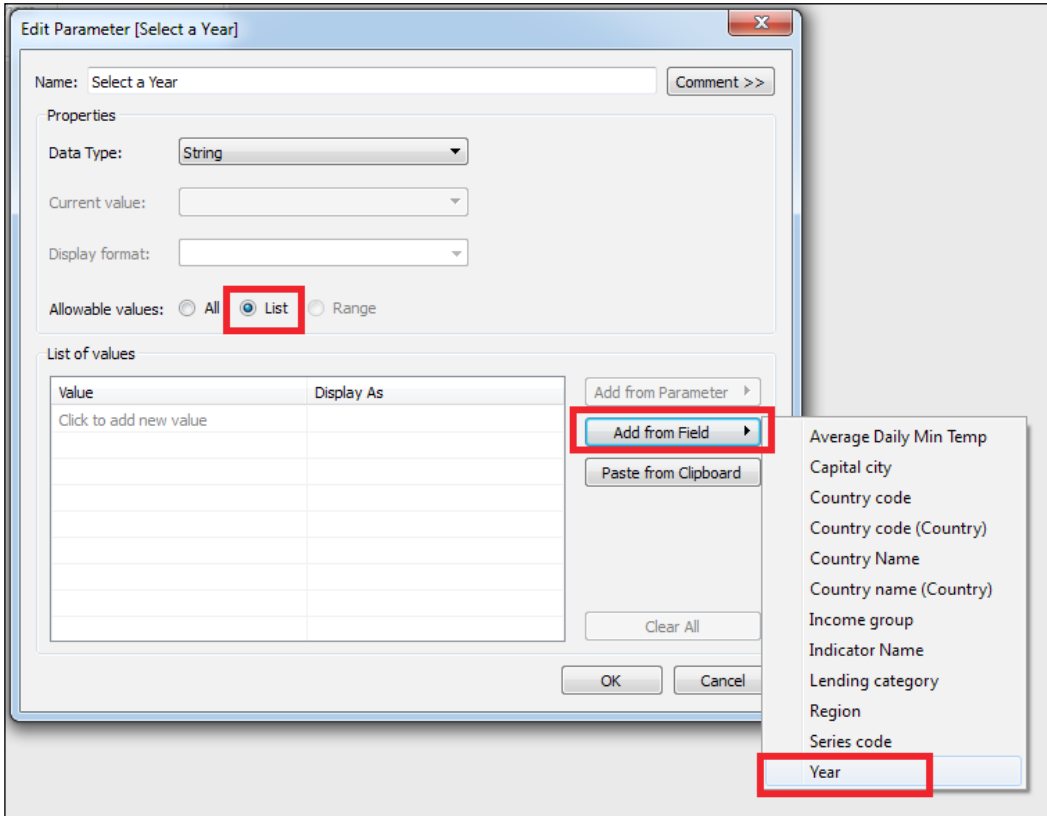 Edit Parameter [Select a Year]
X
Name: Select a Year Comment >>
Properties
Data Type: String
Current value:
Display format:
Allowable values: All List Range
List of values
Value Display As
Click to add new value
Add from Parameter
Add from Field
Paste from Clipboard
Clear All
OK Cancel
Average Daily Min Temp
Capital city
Country code
Country code (Country)
Country Name
Country name (Country)
Income group
Indicator Name
Lending category
Region
Series code
Year